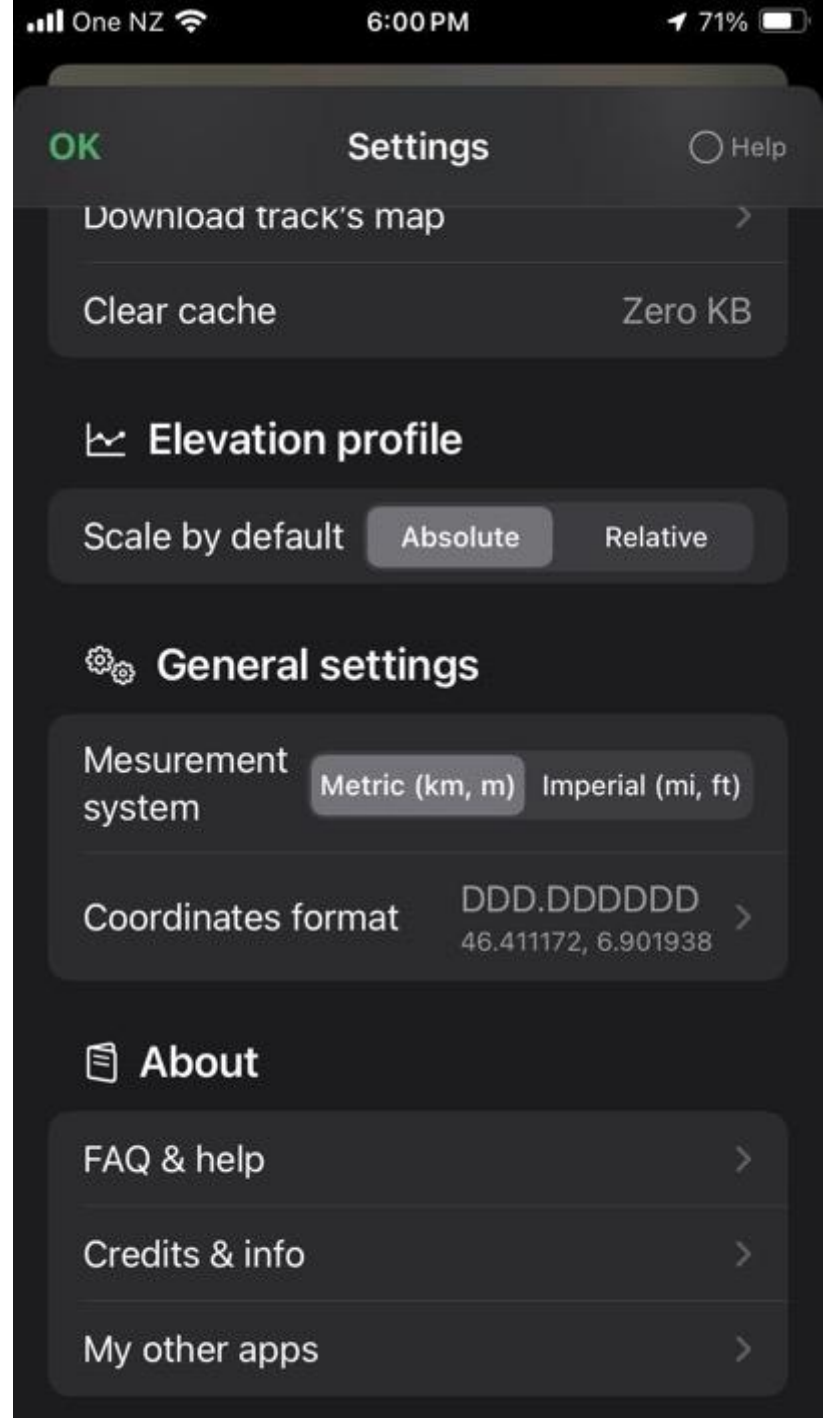 One NZ 6:00 PM 71%
OK Settings Help
Download track's map
Clear cache Zero KB
Elevation profile
Scale by default Absolute Relative
General settings
Mesurement
system Metric (km, m) Imperial (mi, ft)
Coordinates format DDD.DDDDDD
46.411172, 6.901938
About
FAQ & help
Credits & info
My other apps